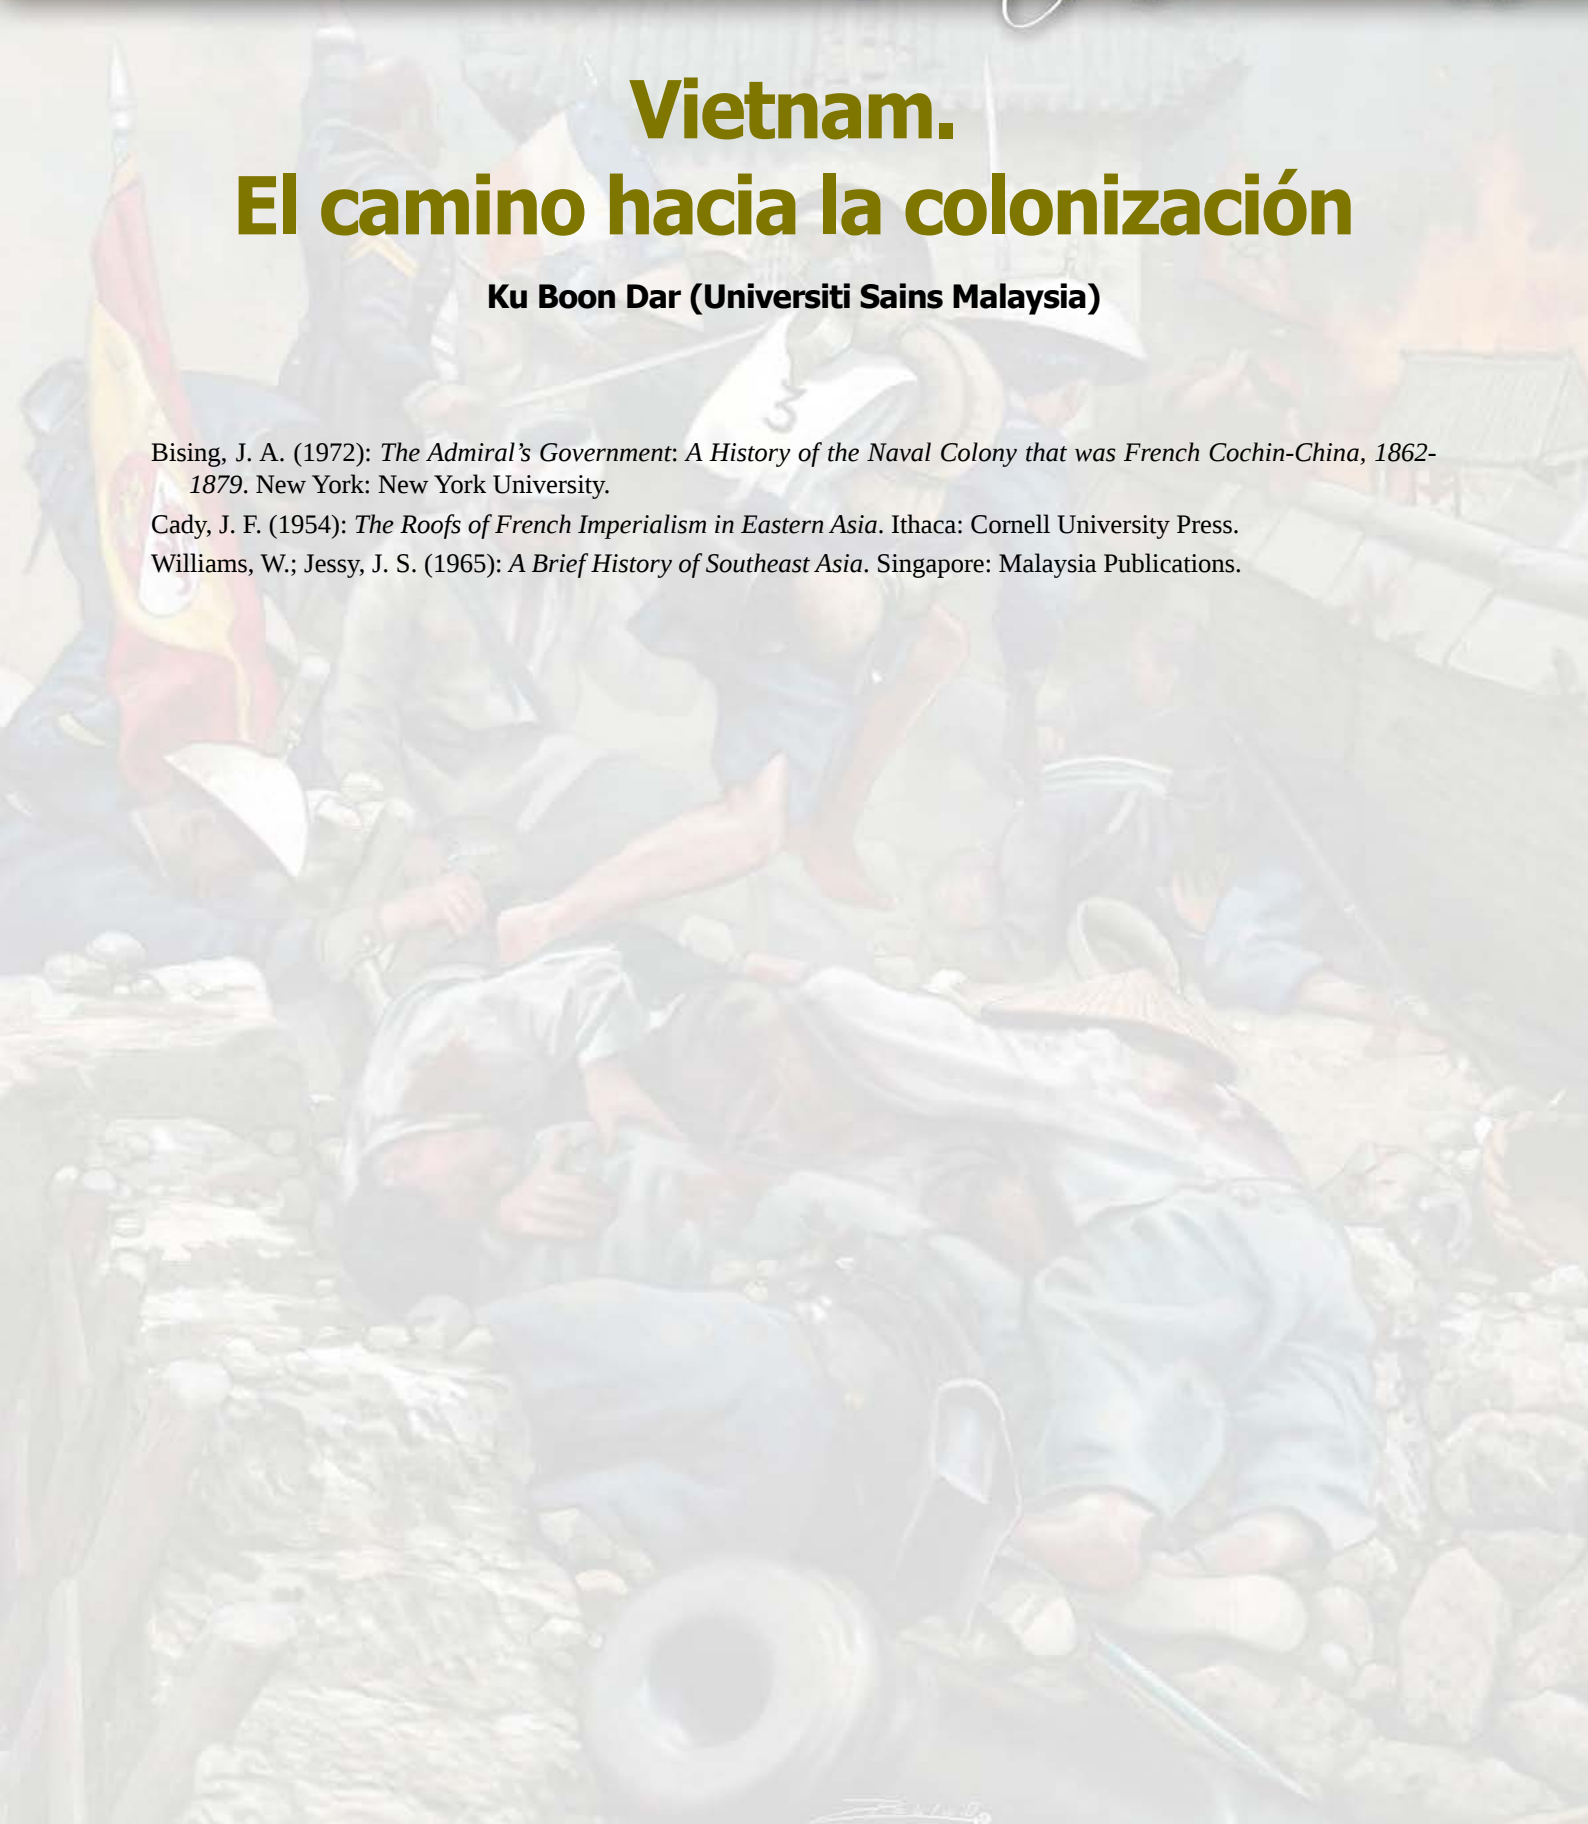 Vietnam.
El camino hacia la colonización
Ku Boon Dar (Universiti Sains Malaysia)
Bising, J. A. (1972): The Admiral’s Government: A History of the Naval Colony that was French Cochin-China, 1862-
1879. New York: New York University.
Cady, J. F. (1954): The Roofs of French Imperialism in Eastern Asia. Ithaca: Cornell University Press.
Williams, W.; Jessy, J. S. (1965): A Brief History of Southeast Asia. Singapore: Malaysia Publications.
3